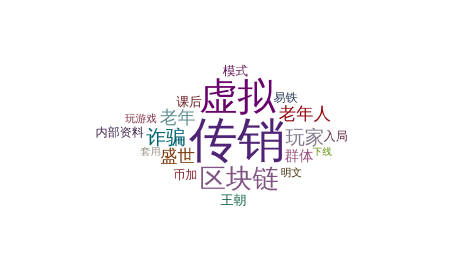 模式
虚拟
课后 易铁
玩游戏 老年 老年人
内部资料 诈骗 传销 玩家 入局
套用 盛世 群体 下线
币加 区块链 明文
王朝